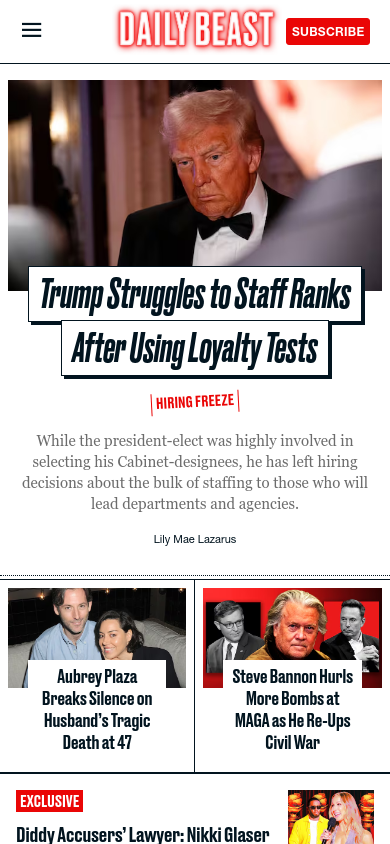 DAILY BEAST
SUBSCRIBE
Trump Struggles to Staff Ranks
After Using Loyalty Tests
HIRING FREEZE
While the president-elect was highly involved in
selecting his Cabinet-designees, he has left hiring
decisions about the bulk of staffing to those who will
lead departments and agencies.
Lily Mae Lazarus
Aubrey Plaza
Breaks Silence on
Husband’s Tragic
Death at 47
Steve Bannon Hurls
More Bombs at
MAGA as He Re-Ups
Civil War
EXCLUSIVE
Diddy Accusers’ Lawyer: Nikki Glaser